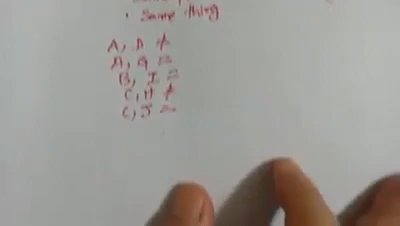 • Same thing
A, D ≠
A, G =
B, I =
C, H ≠
C, J =